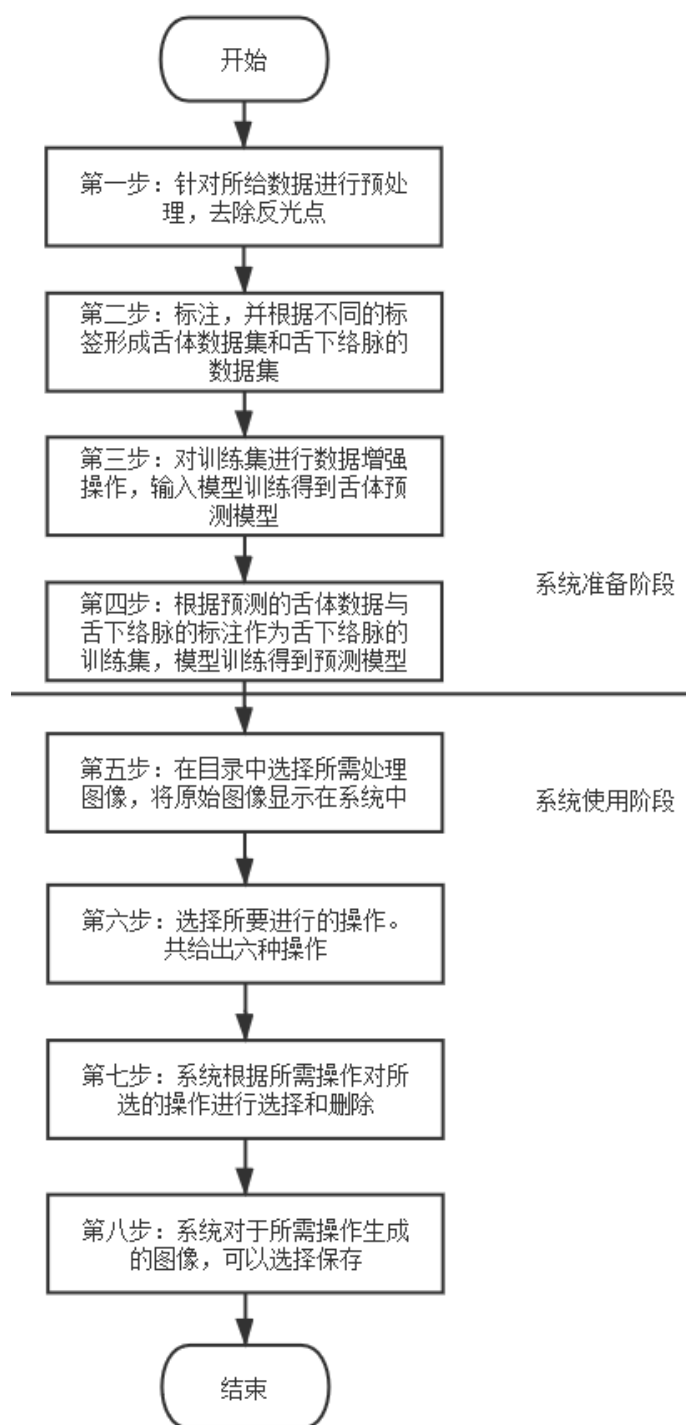 开始
第一步：针对所给数据进行预处
理，去除反光点
第二步：标注，并根据不同的标
签形成舌体数据集和舌下络脉的
数据集
第三步：对训练集进行数据增强
操作，输入模型训练得到舌体预
测模型
系统准备阶段
第四步：根据预测的舌体数据与
舌下络脉的标注作为舌下络脉的
训练集，模型训练得到预测模型
第五步：在目录中选择所需处理
图像，将原始图像显示在系统中
系统使用阶段
第六步：选择所要进行的操作。
共给出六种操作
第七步：系统根据所需操作对所
选的操作进行选择和删除
第八步：系统对于所需操作生成
的图像，可以选择保存
结束